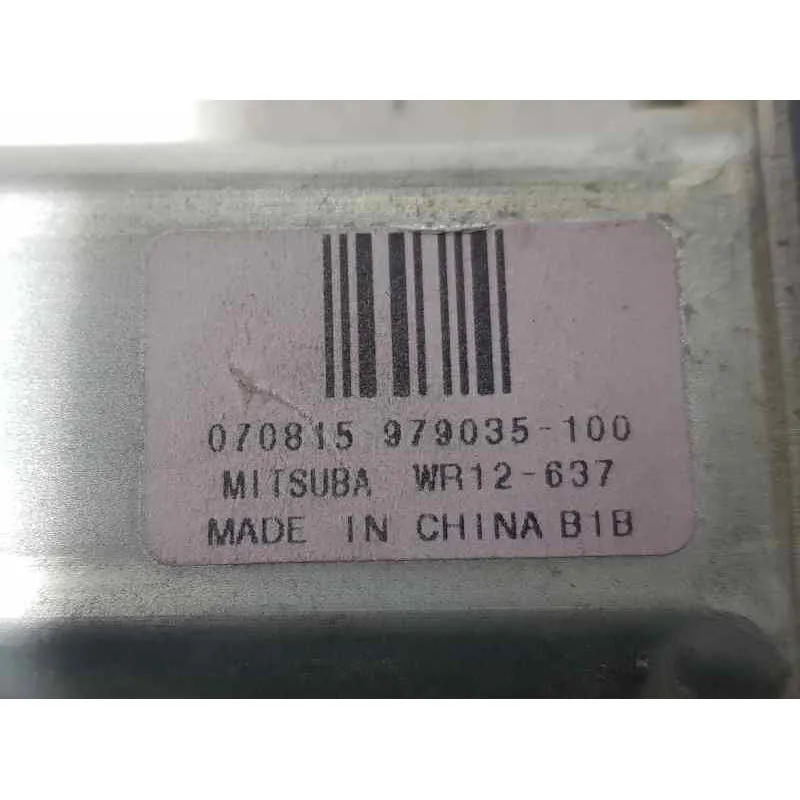 070815 979035-100
MITSUBA WR12-637
MADE IN CHINA B1B